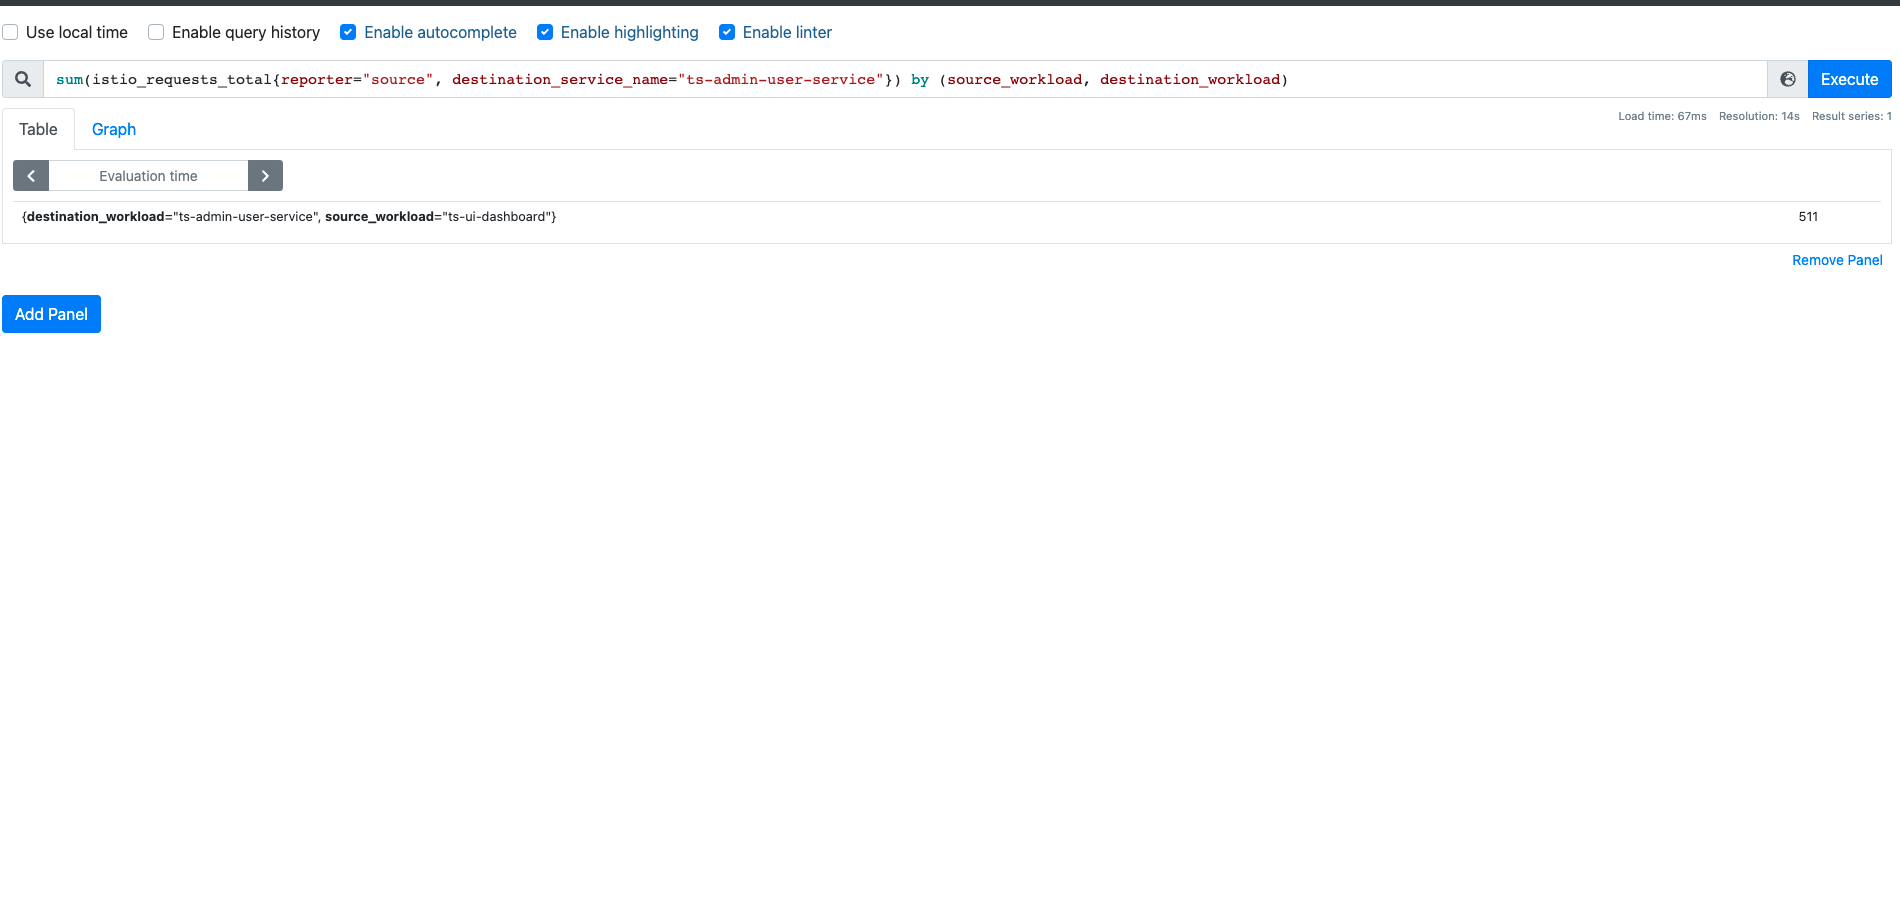 Use local time Enable query history Enable autocomplete Enable highlighting Enable linter
sum(istio_requests_total{reporter="source", destination_service_name="ts-admin-user-service"}) by (source_workload, destination_workload) Execute
Table Graph Load time: 67ms Resolution: 14s Result series: 1
Evaluation time
{destination_workload="ts-admin-user-service", source_workload="ts-ui-dashboard"} 511
Remove Panel
Add Panel